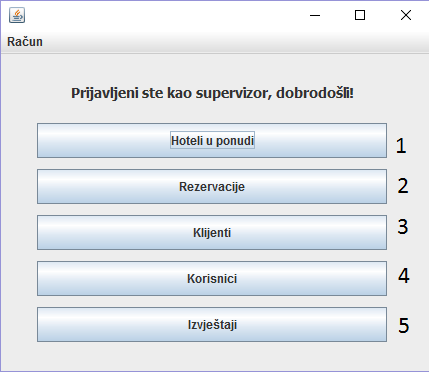 Račun
Prijavljeni ste kao supervizor, dobrodošli!
Hoteli u ponudi 1
Rezervacije 2
Klijenti 3
Korisnici 4
Izvještaji 5